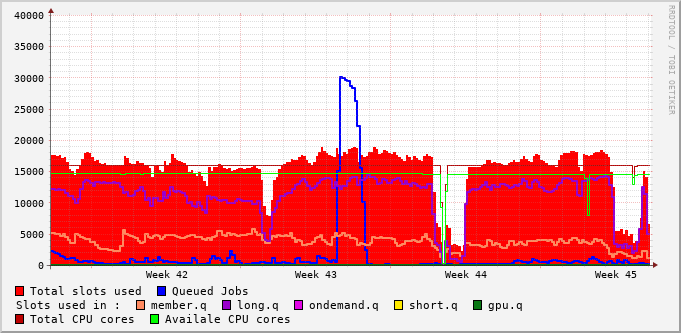 40000
35000
30000
25000
20000
15000
10000
5000
0
Week 42 Week 43 Week 44 Week 45
RRDTOOL / TOBI OETIKER
Total slots used Queued Jobs
Slots used in : member.q long.q ondemand.q short.q gpu.q
Total CPU cores Availale CPU cores